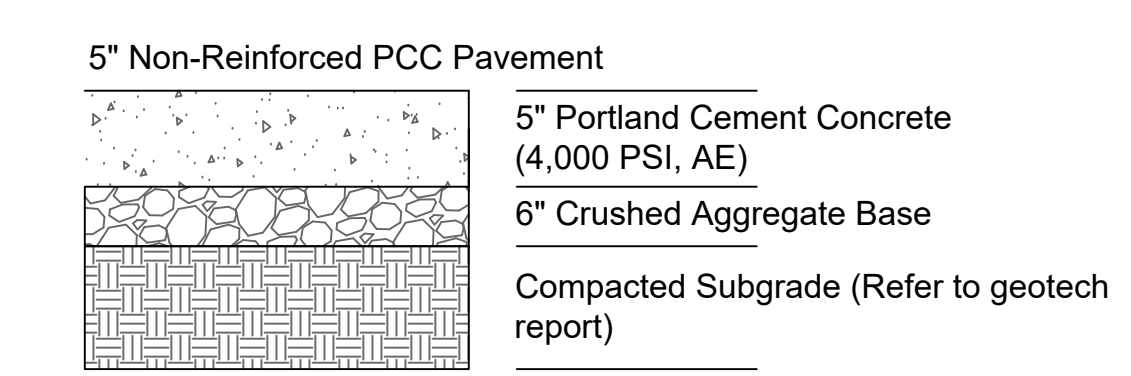 5" Non-Reinforced PCC Pavement
5" Portland Cement Concrete
(4,000 PSI, AE)
6" Crushed Aggregate Base
Compacted Subgrade (Refer to geotech
report)